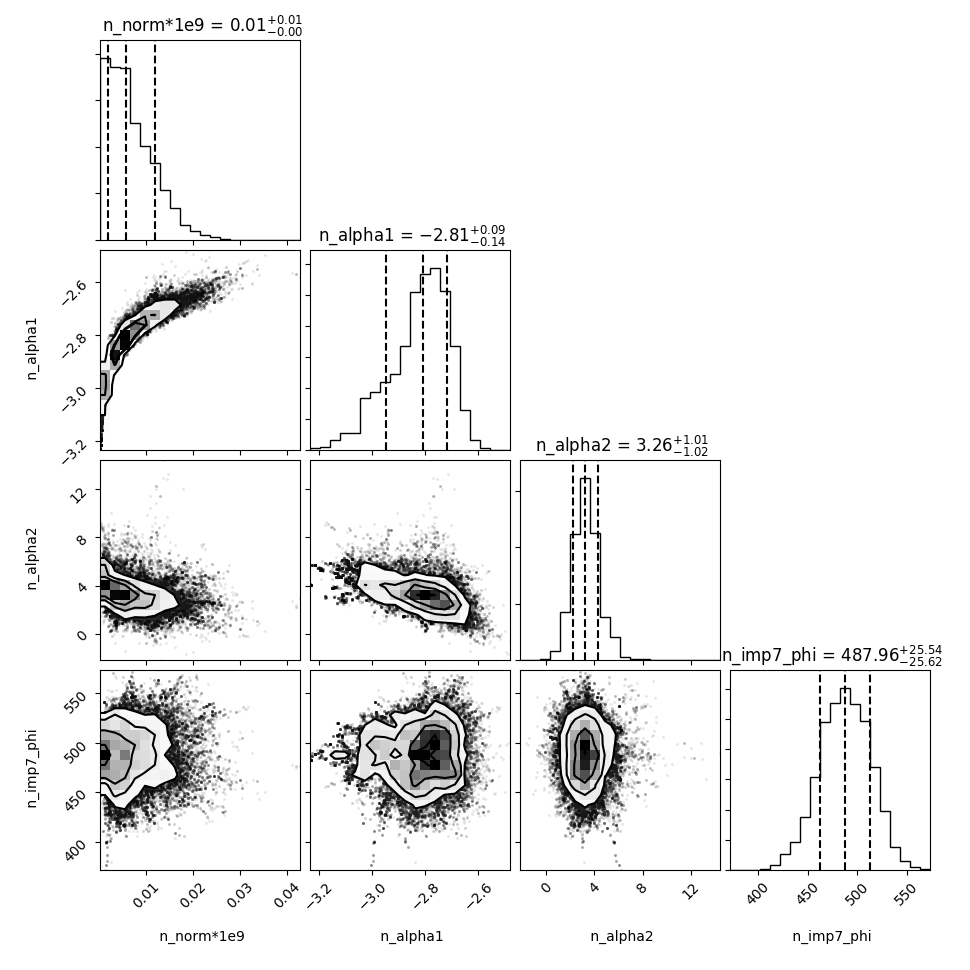 n_norm*1e9 = 0.01+0.01−0.00
n_alpha1 = −2.81+0.09−0.14
−2.6
−2.8
−3.0
−3.2
n_alpha1
n_alpha2 = 3.26+1.01−1.02
12
8
4
0
n_alpha2
n_imp7_phi = 487.96+25.54−25.62
550
500
450
400
n_imp7_phi
0.01 0.02 0.03 0.04
−3.2 −3.0 −2.8 −2.6
0 4 8 12
400 450 500 550
n_norm*1e9
n_alpha1
n_alpha2
n_imp7_phi